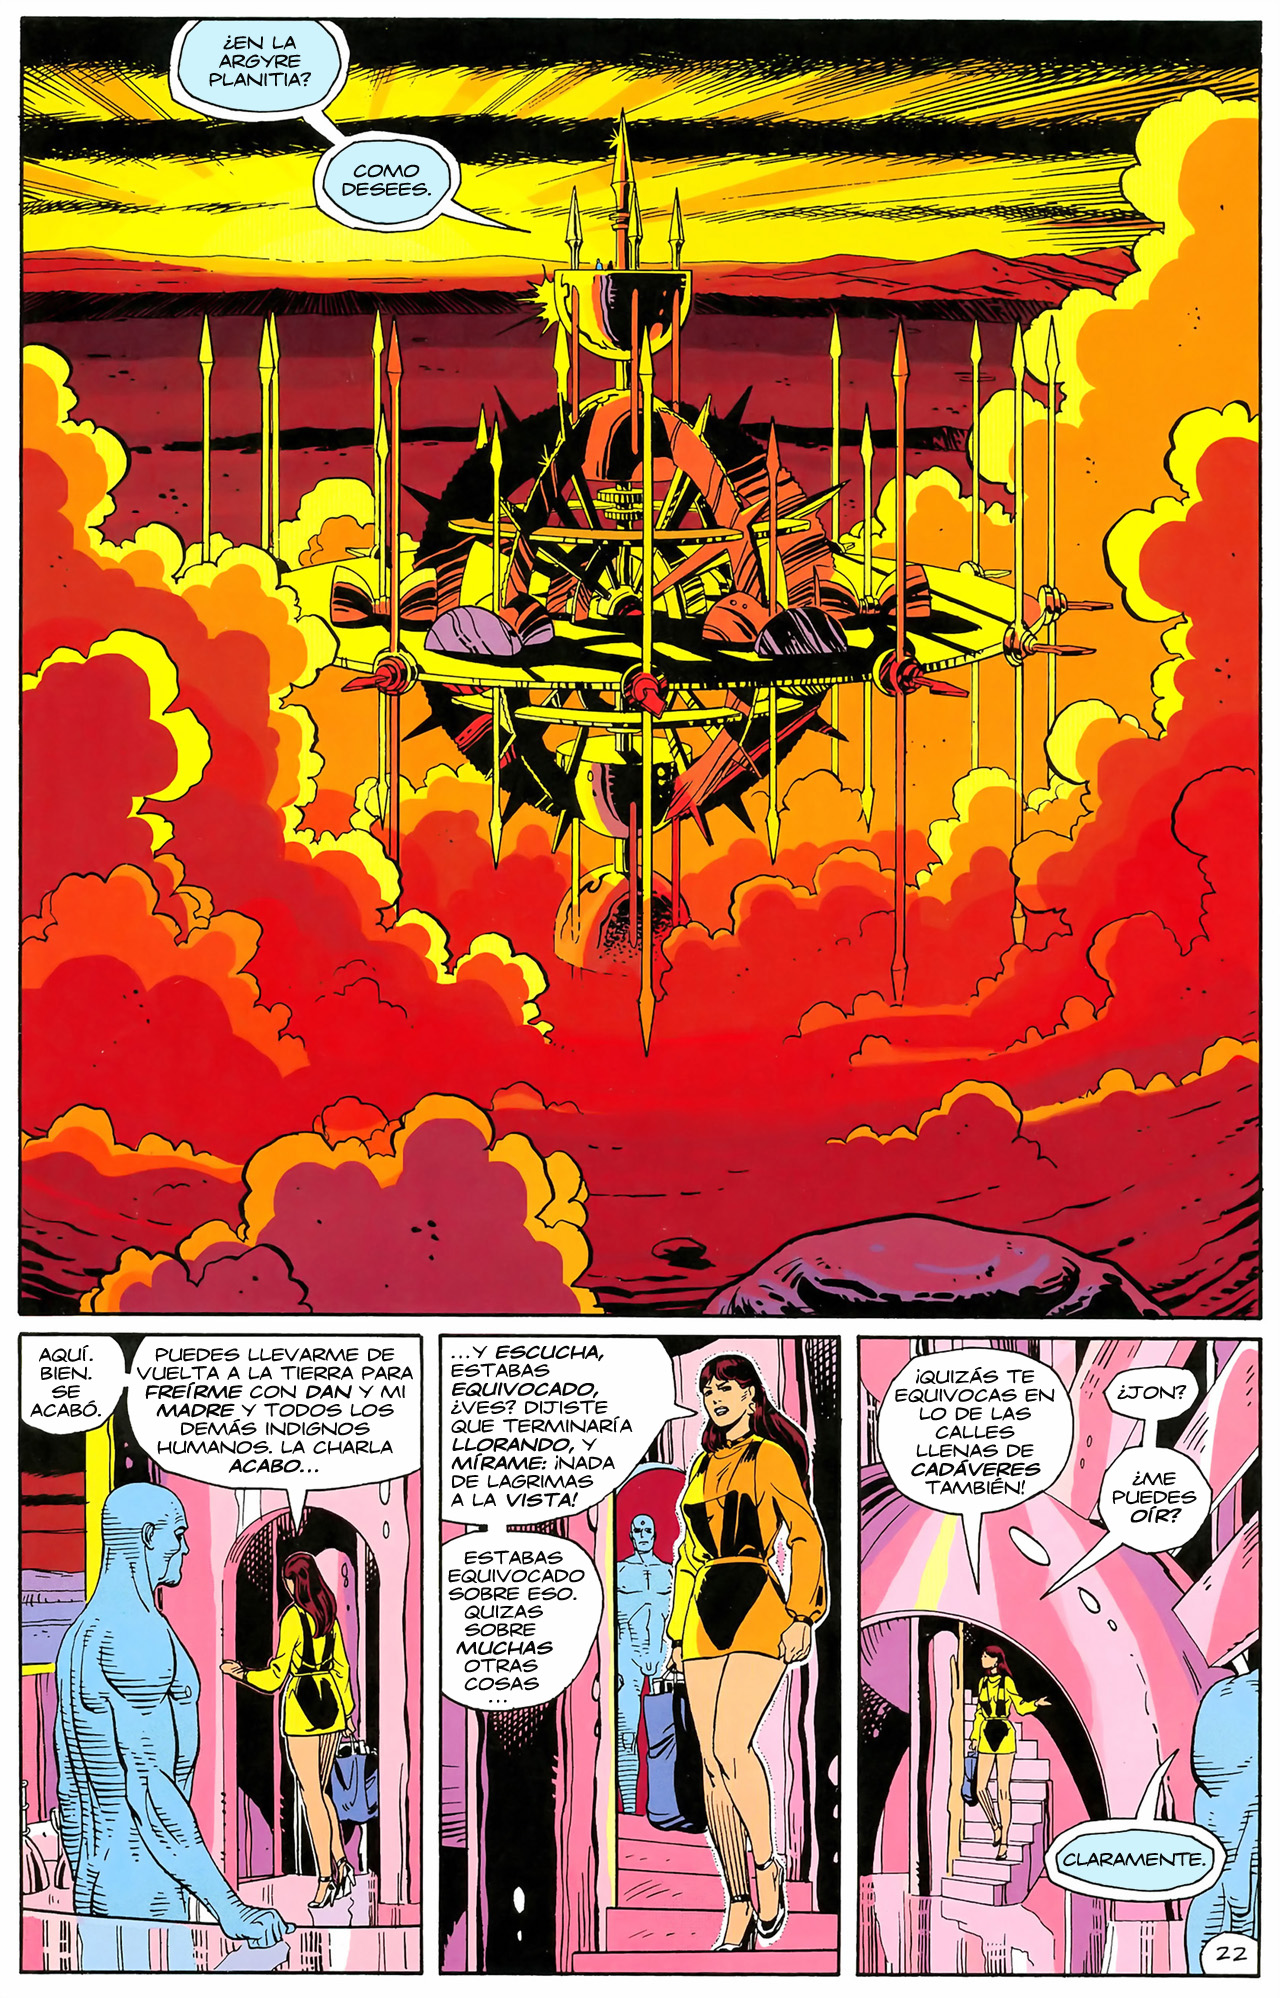 ¿EN LA
ARGYRE
PLANITIA?
COMO
DESEES.
AQUÍ.
BIEN.
SE
ACABÓ.
PUEDES LLEVARME DE
VUELTA A LA TIERRA PARA
FREÍRME CON DAN Y MI
MADRE Y TODOS LOS
DEMÁS INDIGNOS
HUMANOS. LA CHARLA
ACABO...
...Y ESCUCHA,
ESTABAS
EQUIVOCADO,
¿VES? DIJISTE
QUE TERMINARÍA
LLORANDO, Y
MÍRAME: ¡NADA
DE LAGRIMAS
A LA VISTA!
ESTABAS
EQUIVOCADO
SOBRE ESO.
QUIZAS
SOBRE
MUCHAS
OTRAS
COSAS
...
¡QUIZÁS TE
EQUIVOCAS EN
LO DE LAS
CALLES
LLENAS DE
CADÁVERES
TAMBIÉN!
¿JON?
¿ME
PUEDES
OÍR?
CLARAMENTE.
22